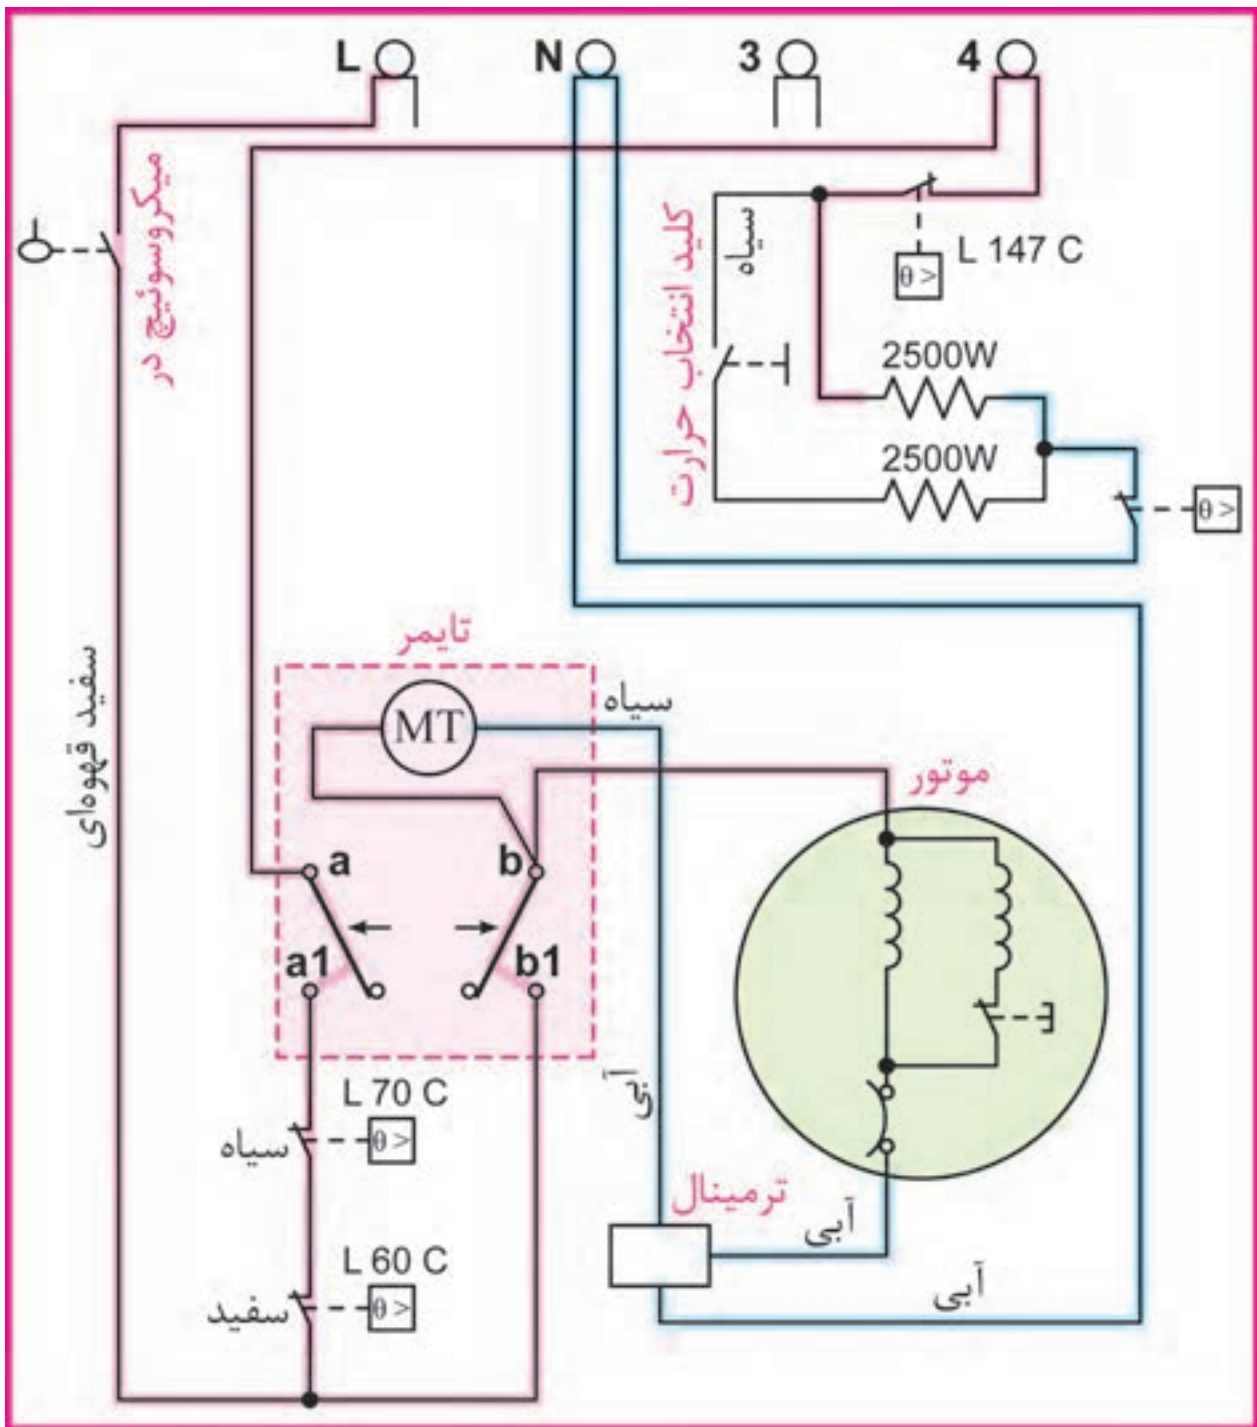 L
N
3
4
میکروسوئیچ در
کلید انتخاب حرارت
سیاه
L 147 C
θ >
2500W
2500W
θ >
سفید قهوه‌ای
تایمر
MT
سیاه
موتور
a
b
a1
b1
آبی
L 70 C
θ >
سیاه
ترمینال
آبی
L 60 C
θ >
سفید
آبی